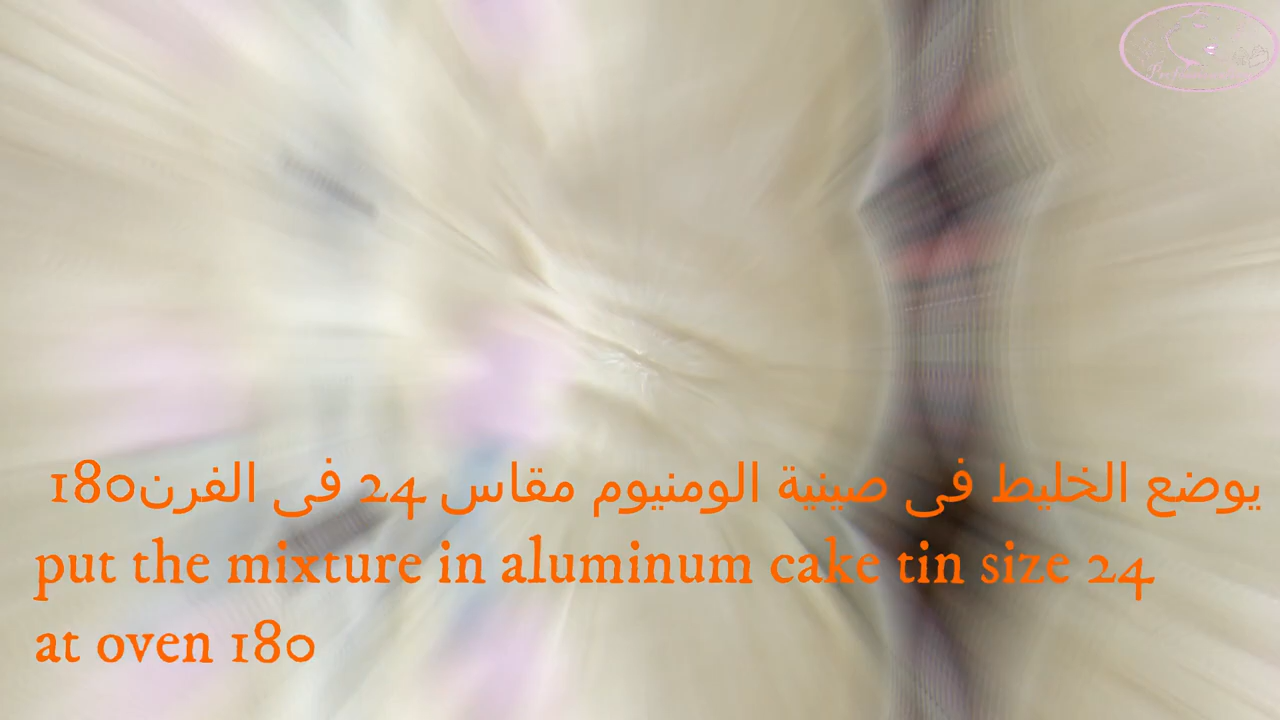 يوضع الخليط فى صينية الومنيوم مقاس 24 فى الفرن180
put the mixture in aluminum cake tin size 24
at oven 180